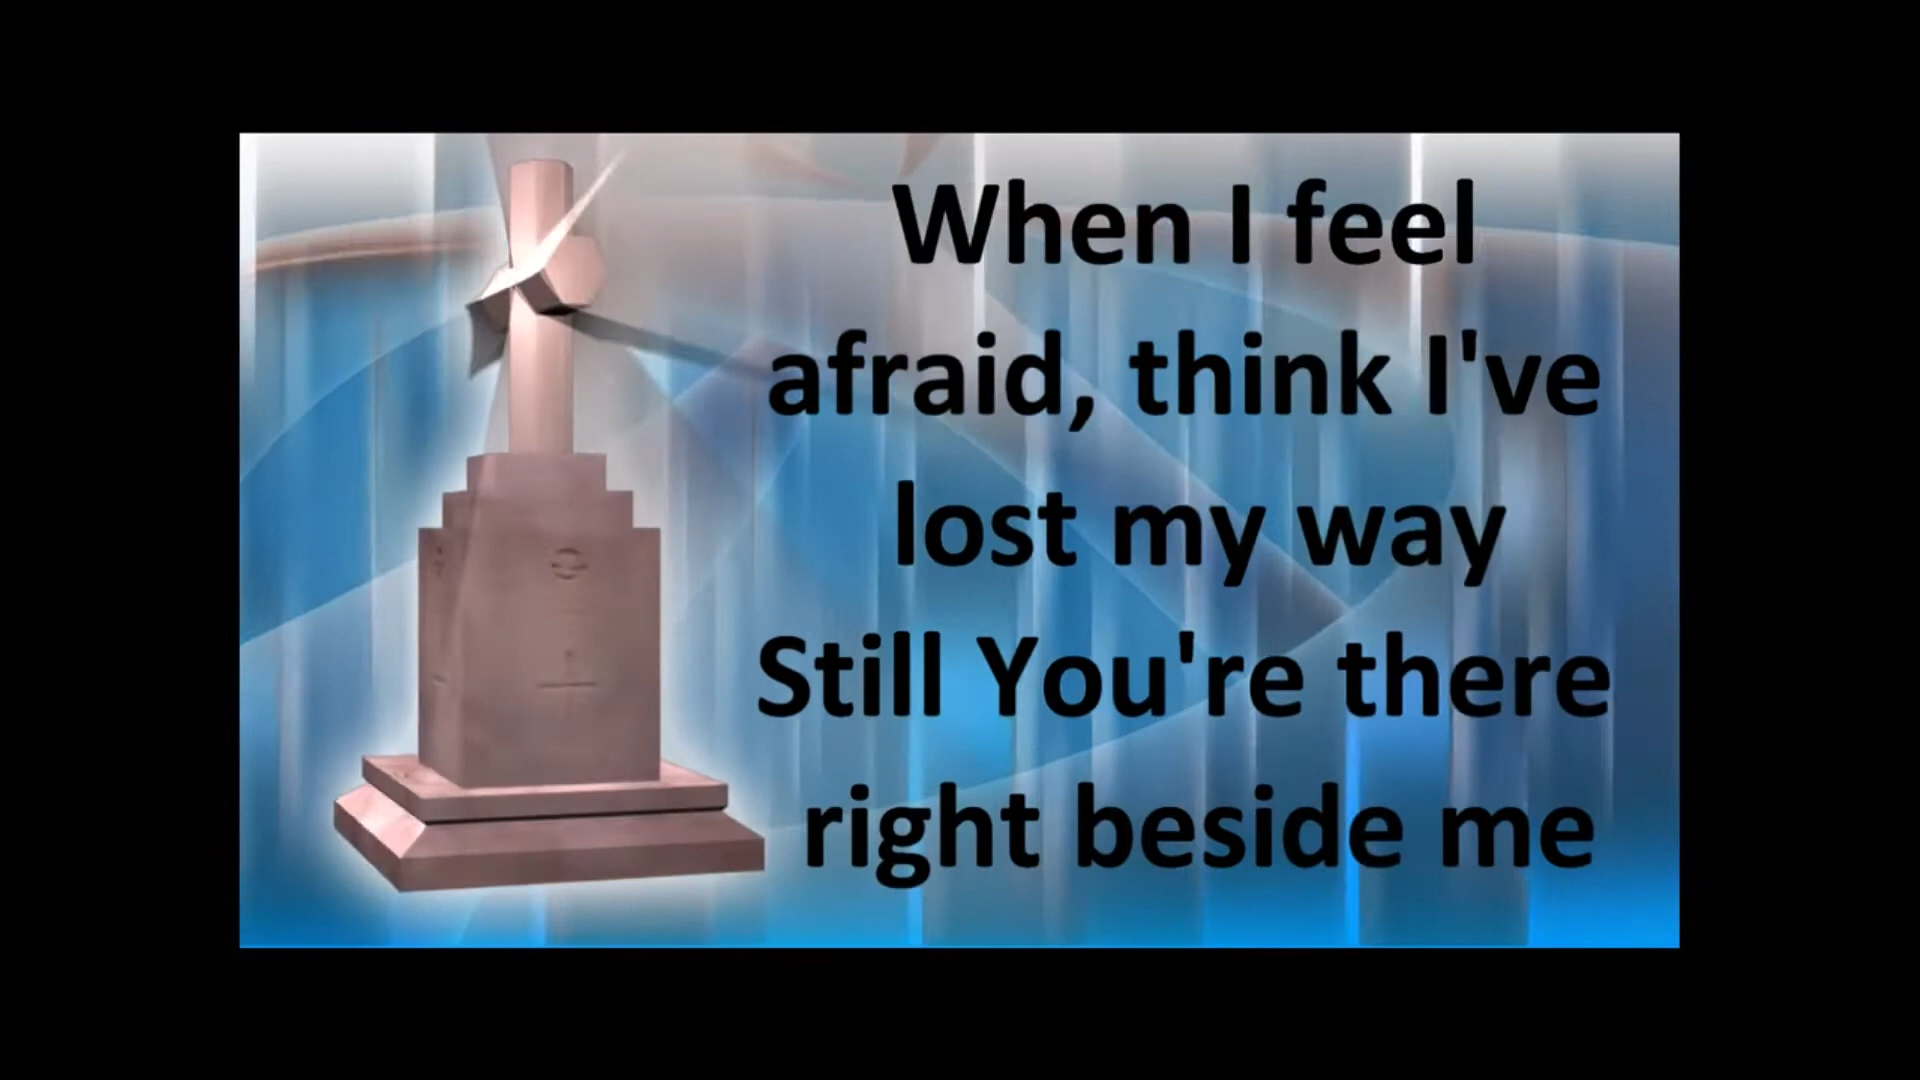 When I feel
afraid, think I've
lost my way
Still You're there
right beside me